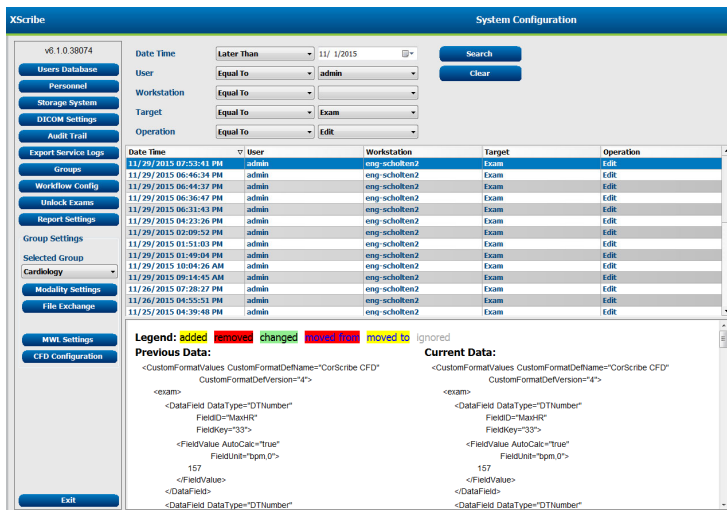 XScribe
System Configuration
v6.1.0.38074
Users Database
Personnel
Storage System
DICOM Settings
Audit Trail
Export Service Logs
Groups
Workflow Config
Unlock Exams
Report Settings
Group Settings
Selected Group
Cardiology
Modality Settings
File Exchange
MWL Settings
CFD Configuration
Exit
Date Time Later Than 11/ 1/2015 Search
User Equal To admin Clear
Workstation Equal To
Target Equal To Exam
Operation Equal To Edit
Date Time User Workstation Target Operation
11/29/2015 07:53:41 PM admin eng-scholten2 Exam Edit
11/29/2015 06:46:34 PM admin eng-scholten2 Exam Edit
11/29/2015 06:44:37 PM admin eng-scholten2 Exam Edit
11/29/2015 06:36:47 PM admin eng-scholten2 Exam Edit
11/29/2015 06:31:43 PM admin eng-scholten2 Exam Edit
11/29/2015 04:23:26 PM admin eng-scholten2 Exam Edit
11/29/2015 02:09:52 PM admin eng-scholten2 Exam Edit
11/29/2015 01:51:03 PM admin eng-scholten2 Exam Edit
11/29/2015 01:49:04 PM admin eng-scholten2 Exam Edit
11/29/2015 10:04:26 AM admin eng-scholten2 Exam Edit
11/29/2015 09:14:45 AM admin eng-scholten2 Exam Edit
11/26/2015 07:28:27 PM admin eng-scholten2 Exam Edit
11/26/2015 04:55:51 PM admin eng-scholten2 Exam Edit
11/25/2015 04:39:48 PM admin eng-scholten2 Exam Edit
Legend: added removed changed moved from moved to ignored
Previous Data:
<CustomFormatValues CustomFormatDefName="CorScribe CFD"
CustomFormatDefVersion="4">
<exam>
<DataField DataType="DTNumber"
FieldID="MaxHR"
FieldKey="33">
<FieldValue AutoCalc="true"
FieldUnit="bpm,0">
157
</FieldValue>
</DataField>
<DataField DataType="DTNumber"
Current Data:
<CustomFormatValues CustomFormatDefName="CorScribe CFD"
CustomFormatDefVersion="4">
<exam>
<DataField DataType="DTNumber"
FieldID="MaxHR"
FieldKey="33">
<FieldValue AutoCalc="true"
FieldUnit="bpm,0">
157
</FieldValue>
</DataField>
<DataField DataType="DTNumber"